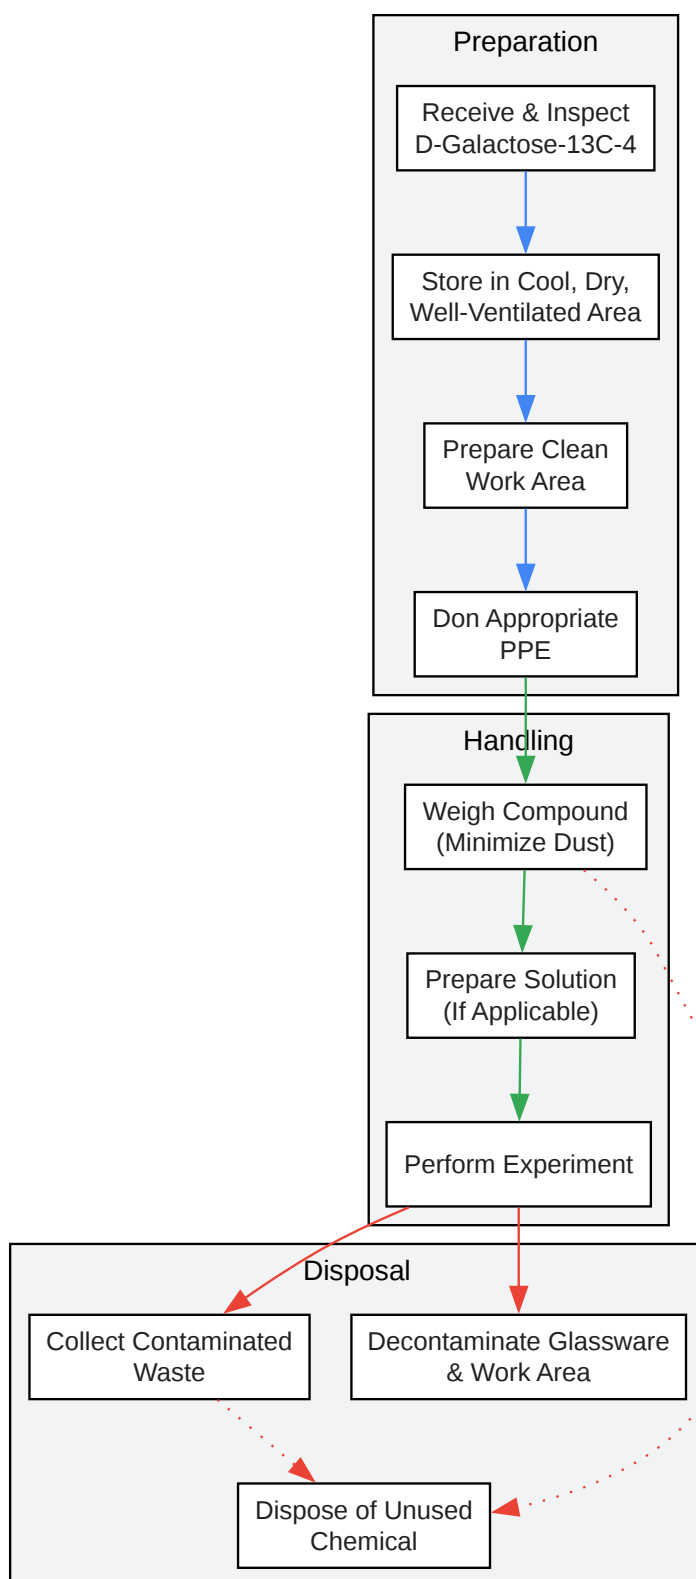 Preparation
Receive & Inspect
D-Galactose-13C-4
Store in Cool, Dry,
Well-Ventilated Area
Prepare Clean
Work Area
Don Appropriate
PPE
Handling
Weigh Compound
(Minimize Dust)
Prepare Solution
(If Applicable)
Perform Experiment
Disposal
Collect Contaminated
Waste
Decontaminate Glassware
& Work Area
Dispose of Unused
Chemical